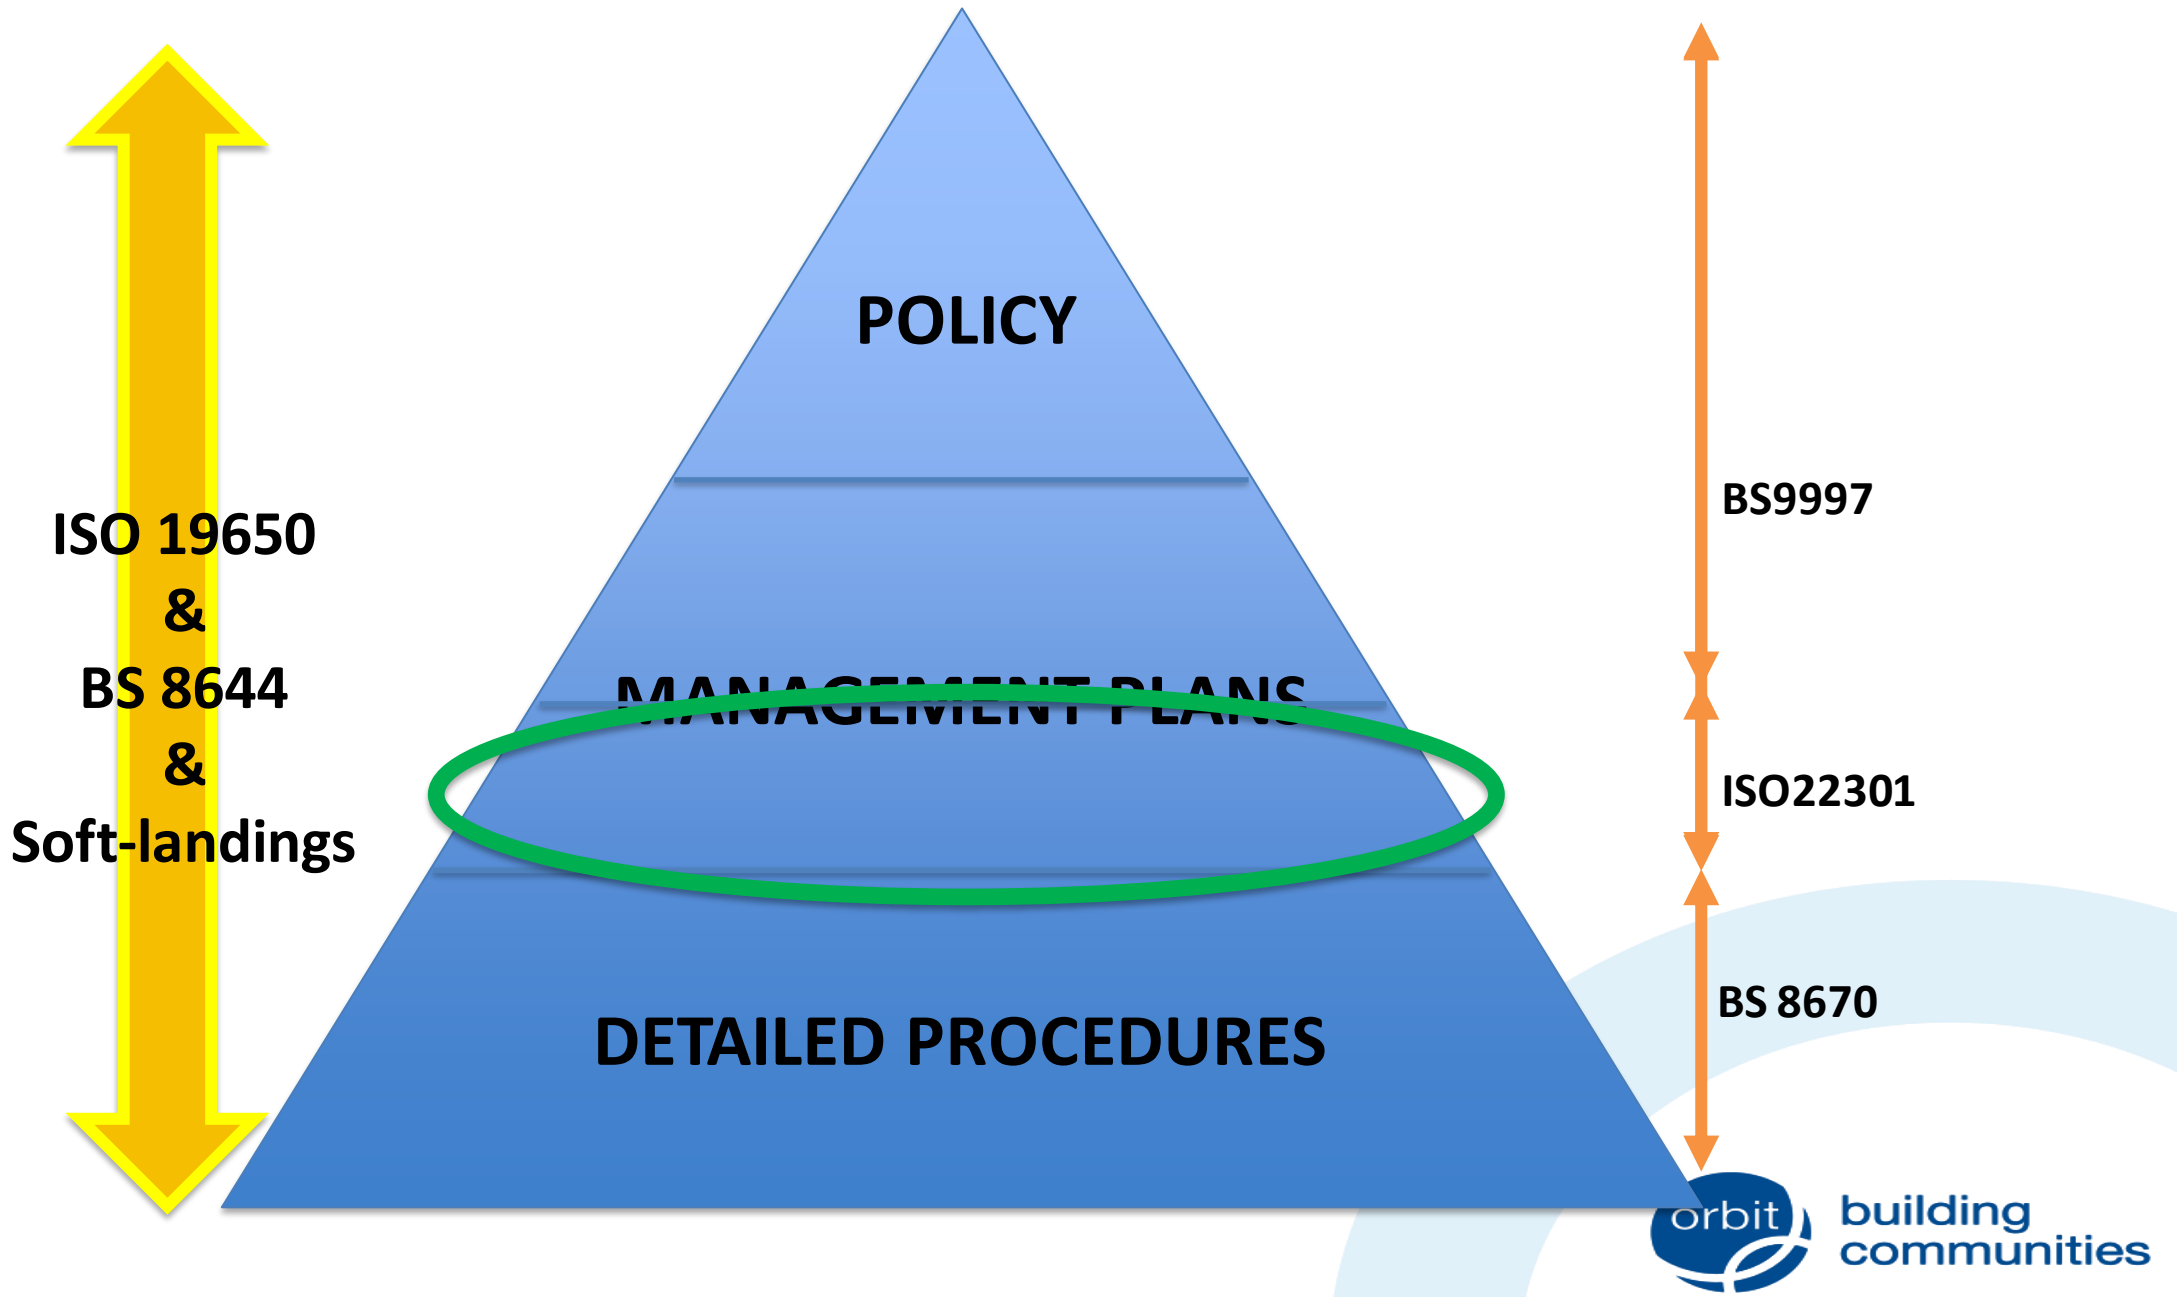 POLICY
MANAGEMENT PLANS
DETAILED PROCEDURES
ISO 19650
&
BS 8644
&
Soft-landings
BS9997
ISO22301
BS 8670
orbit
building
communities